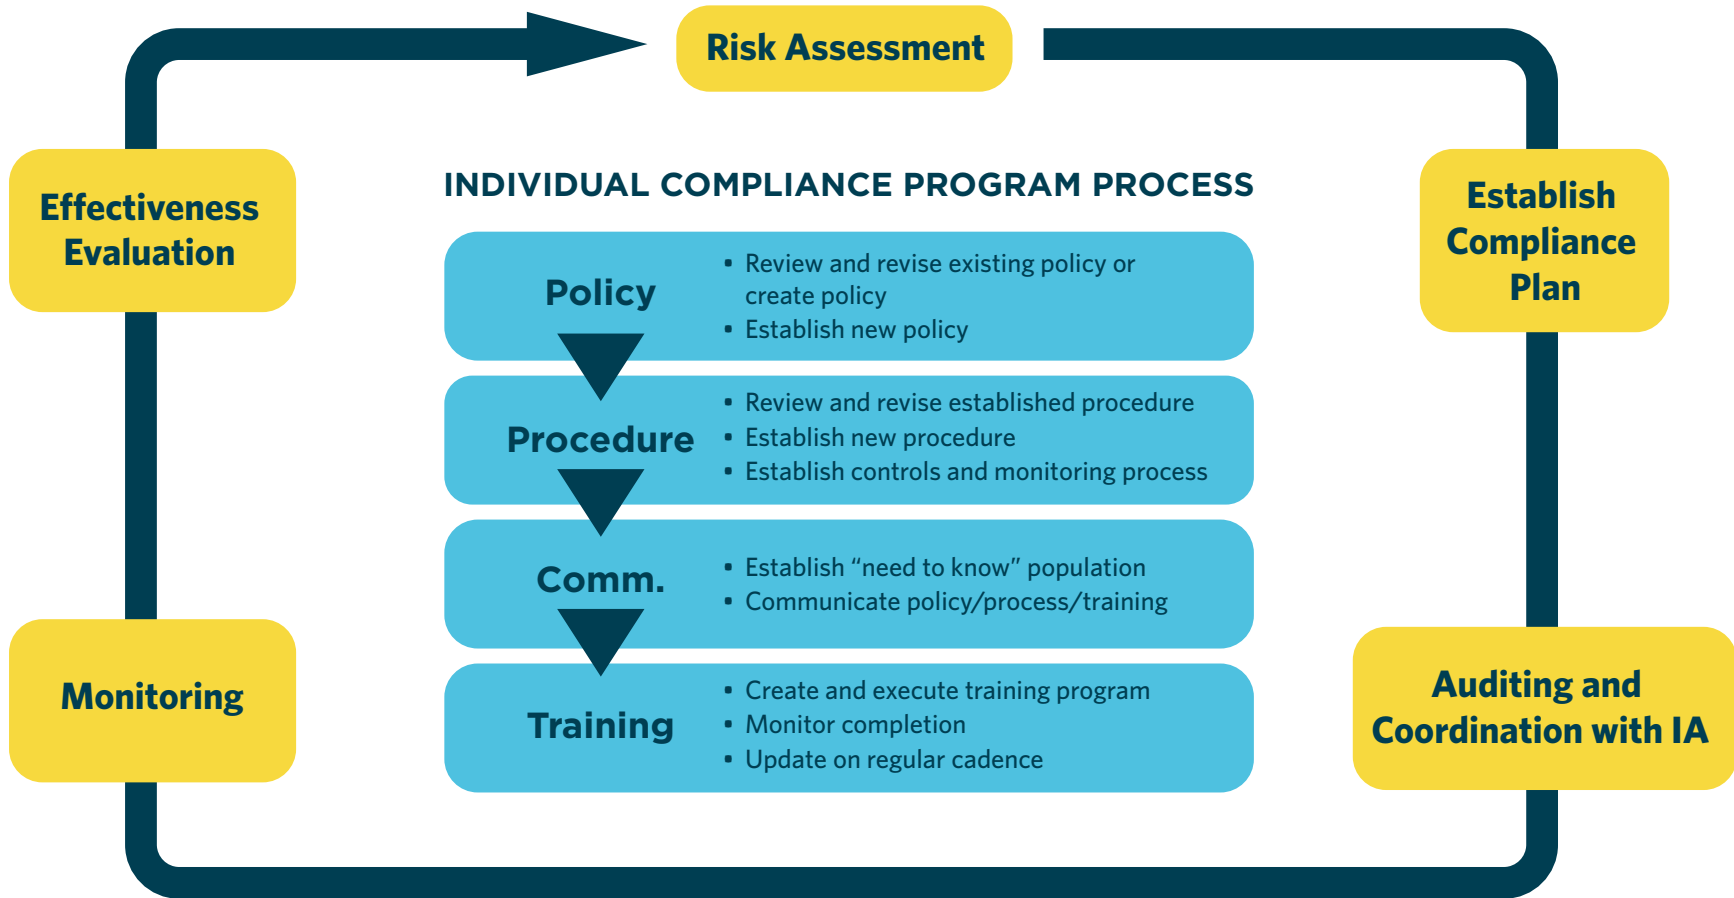 Risk Assessment
Effectiveness
Evaluation
INDIVIDUAL COMPLIANCE PROGRAM PROCESS
Establish
Compliance
Plan
Policy
▪ Review and revise existing policy or
create policy
▪ Establish new policy
Procedure
▪ Review and revise established procedure
▪ Establish new procedure
▪ Establish controls and monitoring process
Comm.
▪ Establish “need to know” population
▪ Communicate policy/process/training
Training
▪ Create and execute training program
▪ Monitor completion
▪ Update on regular cadence
Monitoring
Auditing and
Coordination with IA